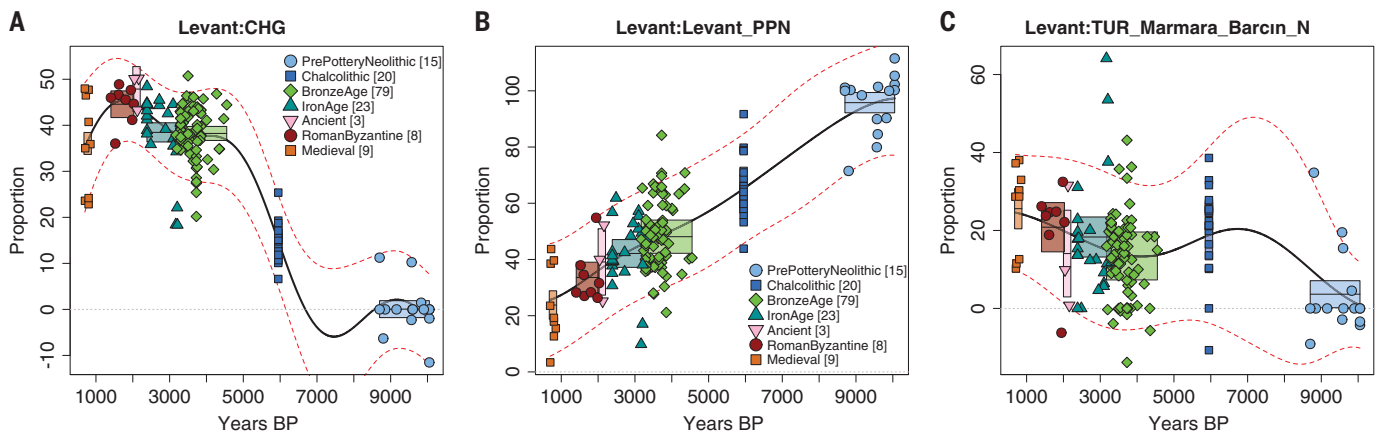 A
Levant:CHG
Proportion
50
40
30
20
10
0
-10
PrePotteryNeolithic [15]
Chalcolithic [20]
BronzeAge [79]
IronAge [23]
Ancient [3]
RomanByzantine [8]
Medieval [9]
1000
3000
5000
7000
9000
Years BP
B
Levant:Levant_PPN
Proportion
100
80
60
40
20
0
PrePotteryNeolithic [15]
Chalcolithic [20]
BronzeAge [79]
IronAge [23]
Ancient [3]
RomanByzantine [8]
Medieval [9]
1000
3000
5000
7000
9000
Years BP
C
Levant:TUR_Marmara_Barcın_N
Proportion
60
40
20
0
1000
3000
5000
7000
9000
Years BP